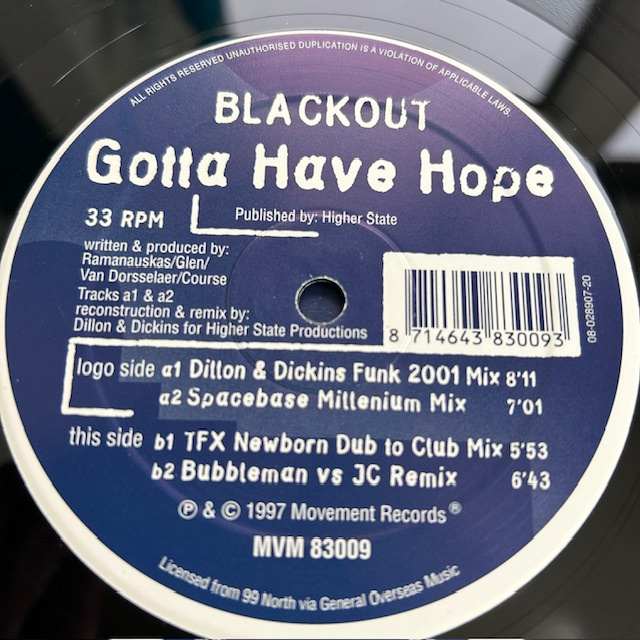 ALL RIGHTS RESERVED UNAUTHORISED DUPLICATION IS A VIOLATION OF APPLICABLE LAWS.
BLACKOUT
Gotta Have Hope
33 RPM
Published by: Higher State
written & produced by:
Ramanauskas/Glen/
Van Dorsselaer/Course
Tracks a1 & a2
reconstruction & remix by:
Dillon & Dickins for Higher State Productions
8 714643 830093
08-028907-20
logo side a1 Dillon & Dickins Funk 2001 Mix 8'11
a2 Spacebase Millenium Mix 7'01
this side b1 TFX Newborn Dub to Club Mix 5'53
b2 Bubbleman vs JC Remix 6'43
℗ & © 1997 Movement Records®
MVM 83009
Licensed from 99 North via General Overseas Music